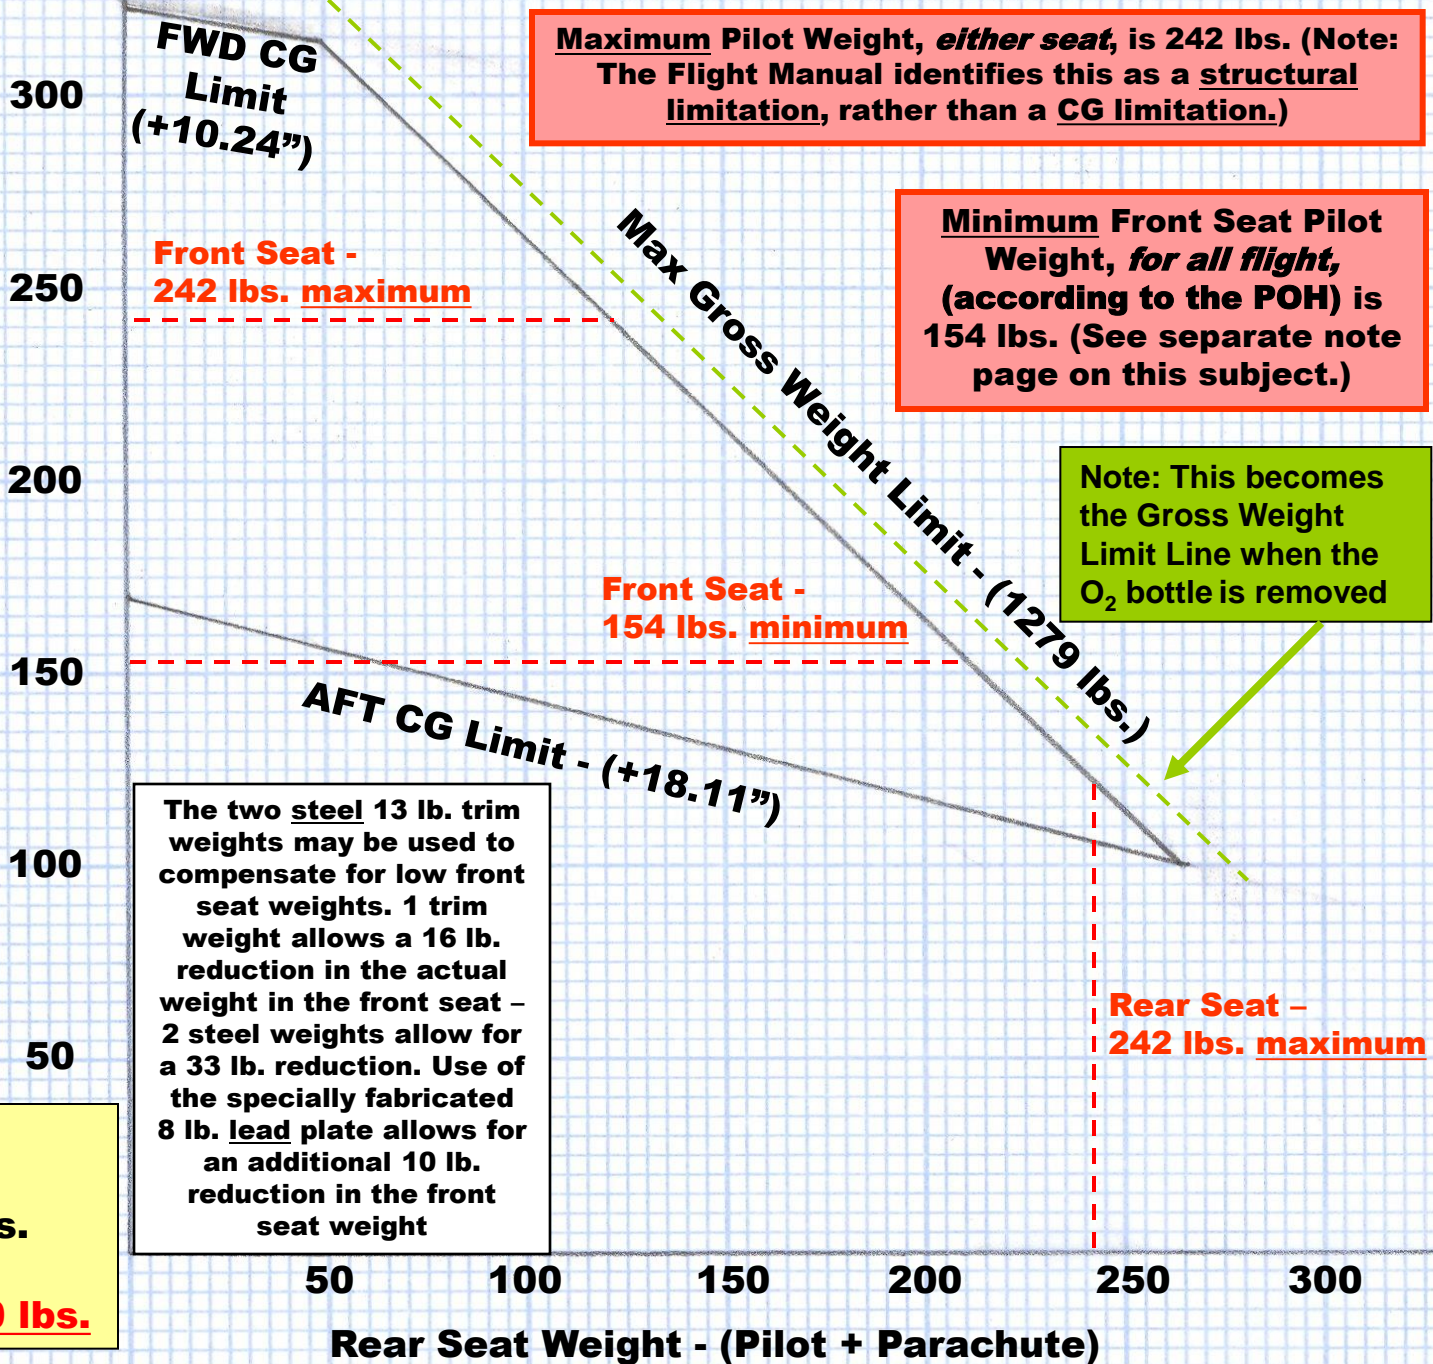 FWD CG
Limit
(+10.24”)
Maximum Pilot Weight, either seat, is 242 lbs. (Note:
The Flight Manual identifies this as a structural
limitation, rather than a CG limitation.)
Minimum Front Seat Pilot
Weight, for all flight,
(according to the POH) is
154 lbs. (See separate note
page on this subject.)
300
250
200
150
100
50
Front Seat -
242 lbs. maximum
Max Gross Weight Limit - (1279 lbs.)
Note: This becomes
the Gross Weight
Limit Line when the
O₂ bottle is removed
Front Seat -
154 lbs. minimum
AFT CG Limit - (+18.11”)
The two steel 13 lb. trim
weights may be used to
compensate for low front
seat weights. 1 trim
weight allows a 16 lb.
reduction in the actual
weight in the front seat –
2 steel weights allow for
a 33 lb. reduction. Use of
the specially fabricated
8 lb. lead plate allows for
an additional 10 lb.
reduction in the front
seat weight
Rear Seat –
242 lbs. maximum
s.
lbs.
50 100 150 200 250 300
Rear Seat Weight - (Pilot + Parachute)